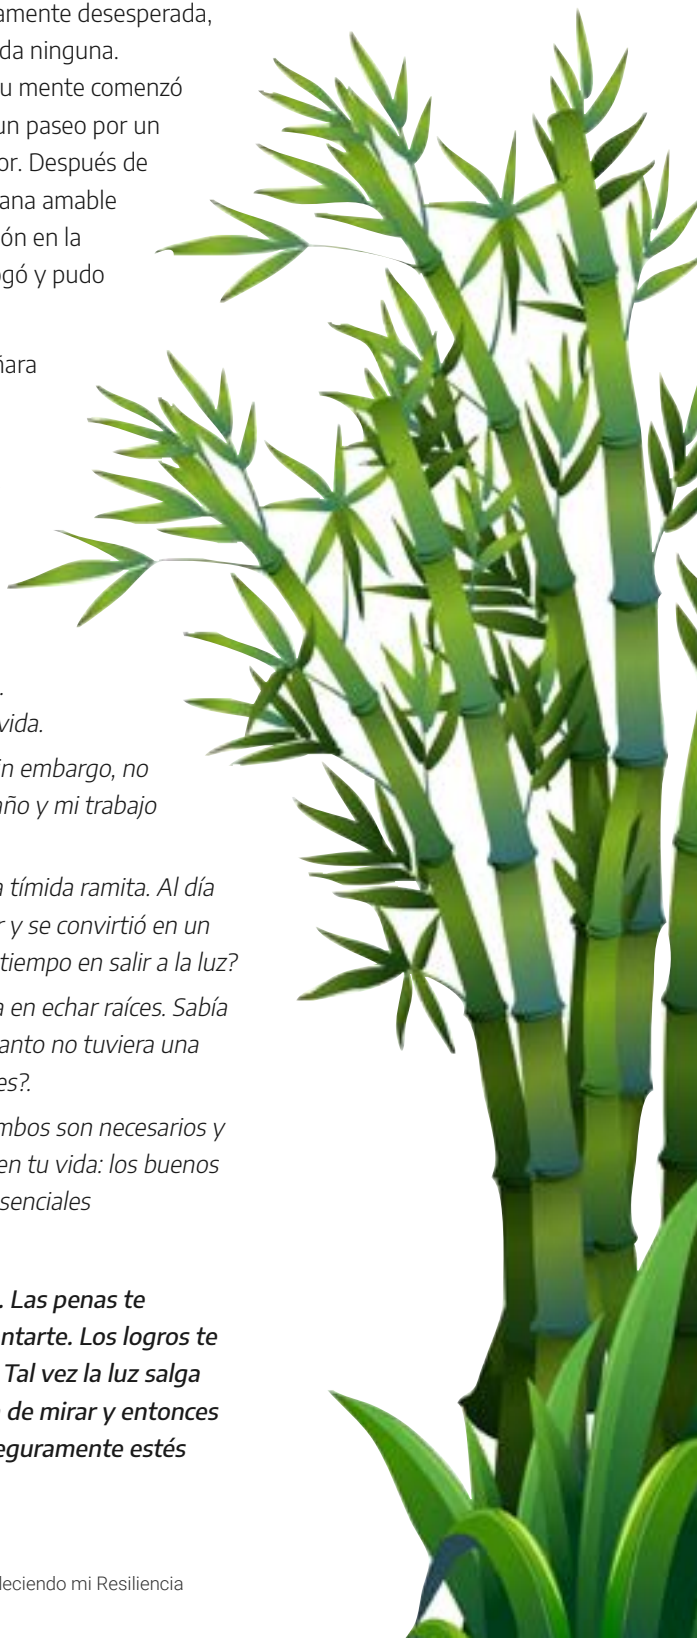 amente desesperada,
da ninguna.
u mente comenzó
un paseo por un
or. Después de
ana amable
ón en la
gó y pudo
ñara
.
vida.
n embargo, no
año y mi trabajo
a tímida ramita. Al día
r y se convirtió en un
tiempo en salir a la luz?
a en echar raíces. Sabía
anto no tuviera una
es?.
mbos son necesarios y
en tu vida: los buenos
senciales
. Las penas te
ntarte. Los logros te
Tal vez la luz salga
de mirar y entonces
eguramente estés
leciendo mi Resiliencia